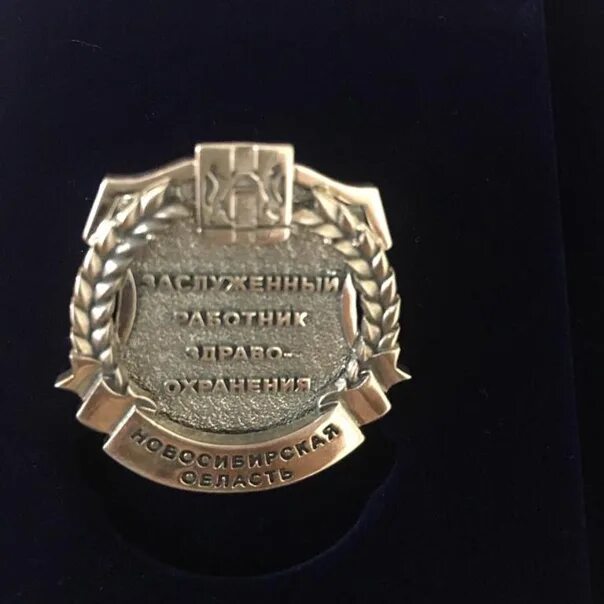 ЗАСЛУЖЕННЫЙ
РАБОТНИК
ЗДРАВО-
ОХРАНЕНИЯ
НОВОСИБИРСКАЯ
ОБЛАСТЬ